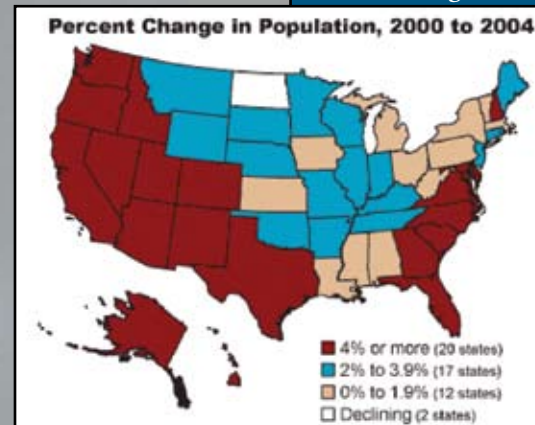 Percent Change in Population, 2000 to 2004
4% or more (20 states)
2% to 3.9% (17 states)
0% to 1.9% (12 states)
Declining (2 states)